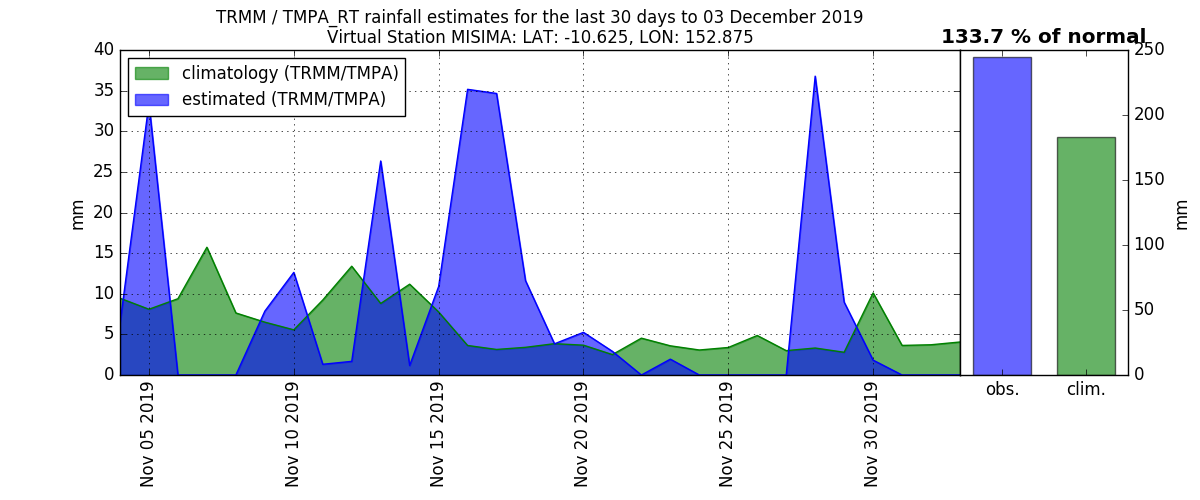 TRMM / TMPA_RT rainfall estimates for the last 30 days to 03 December 2019
Virtual Station MISIMA: LAT: -10.625, LON: 152.875
133.7 % of normal
climatology (TRMM/TMPA)
estimated (TRMM/TMPA)
40
35
30
25
20
15
10
5
0
mm
Nov 05 2019
Nov 10 2019
Nov 15 2019
Nov 20 2019
Nov 25 2019
Nov 30 2019
250
200
150
100
50
0
mm
obs.
clim.